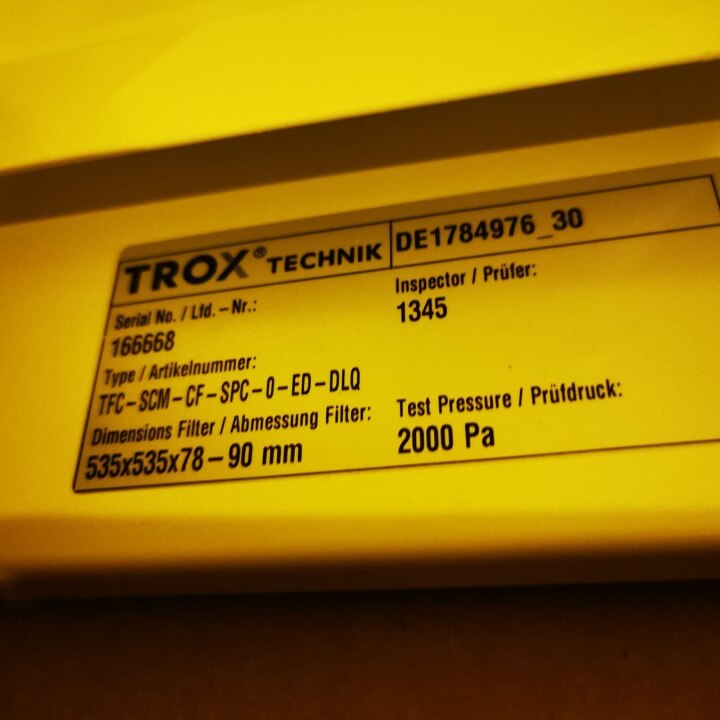 TROX® TECHNIK DE1784976_30
Serial No. / Lfd.-Nr.:
166668
Inspector / Prüfer:
1345
Type / Artikelnummer:
TFC-SCM-CF-SPC-0-ED-DLQ
Dimensions Filter / Abmessung Filter:
535x535x78-90 mm
Test Pressure / Prüfdruck:
2000 Pa